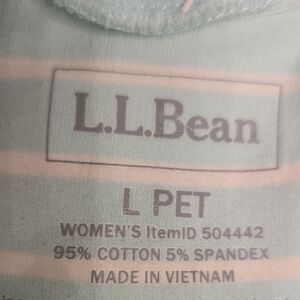 L.L.Bean
L PET
WOMEN'S ItemID 504442
95% COTTON 5% SPANDEX
MADE IN VIETNAM